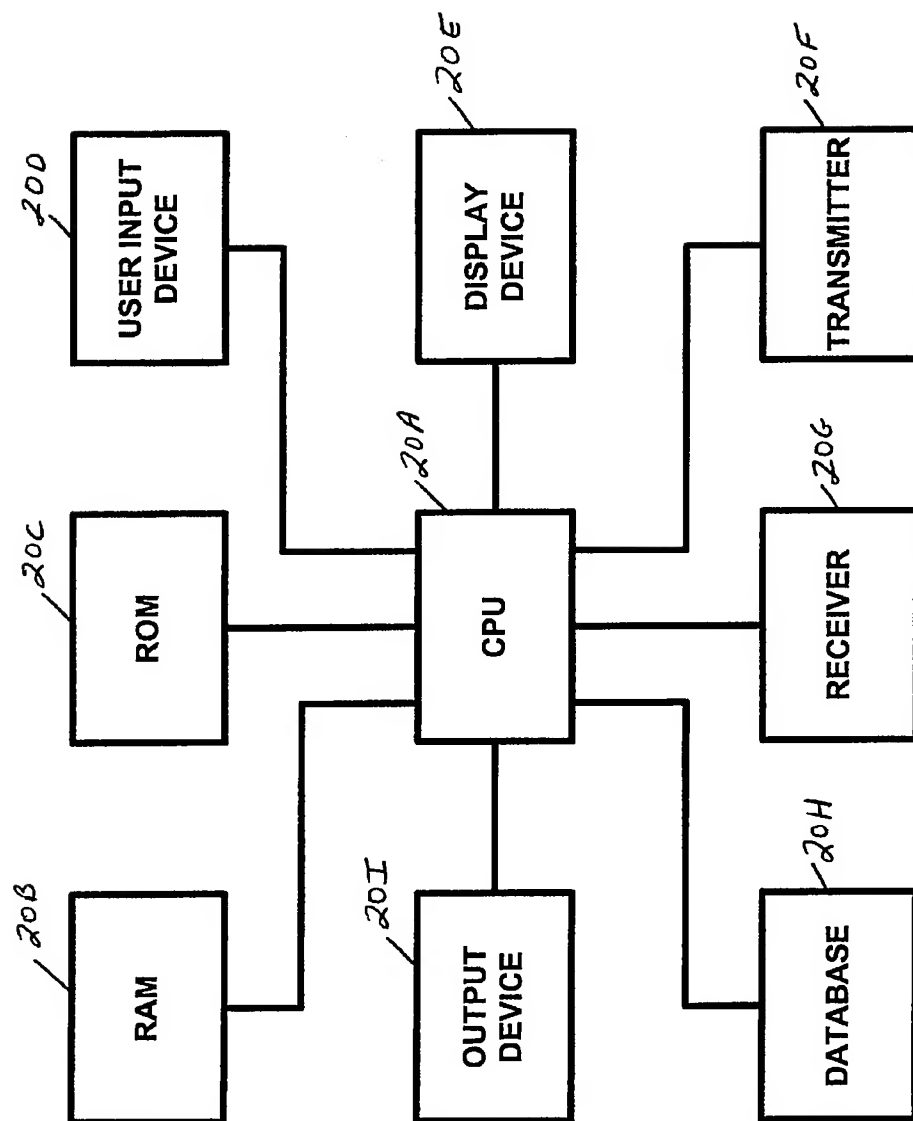 20B
RAM
20C
ROM
20D
USER INPUT
DEVICE
20I
OUTPUT
DEVICE
20A
CPU
20E
DISPLAY
DEVICE
20H
DATABASE
20G
RECEIVER
20F
TRANSMITTER